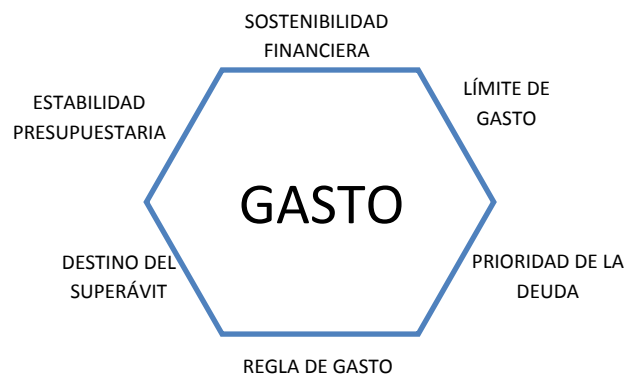 SOSTENIBILIDAD
FINANCIERA
LÍMITE DE
GASTO
ESTABILIDAD
PRESUPUESTARIA
GASTO
DESTINO DEL
SUPERÁVIT
PRIORIDAD DE LA
DEUDA
REGLA DE GASTO